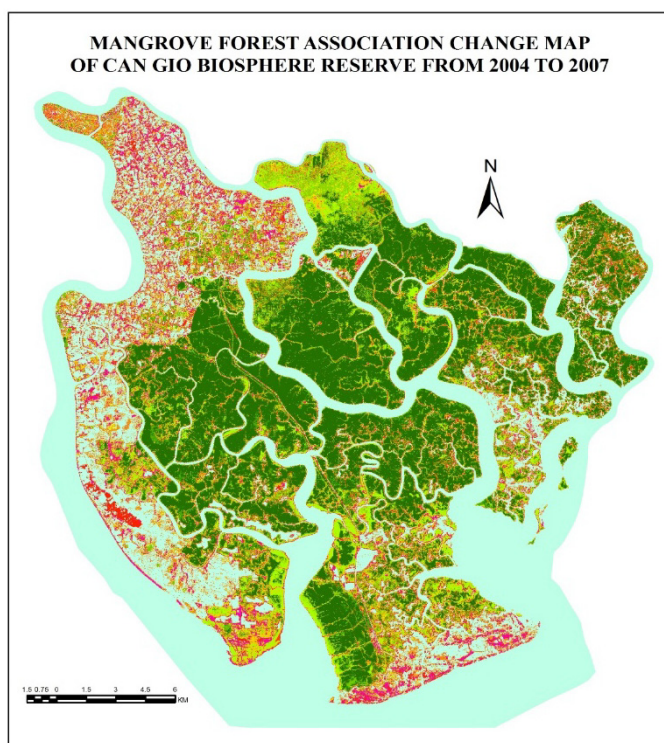 MANGROVE FOREST ASSOCIATION CHANGE MAP
OF CAN GIO BIOSPHERE RESERVE FROM 2004 TO 2007
N
1.5 0.75 0 1.5 3 4.5 6
KM